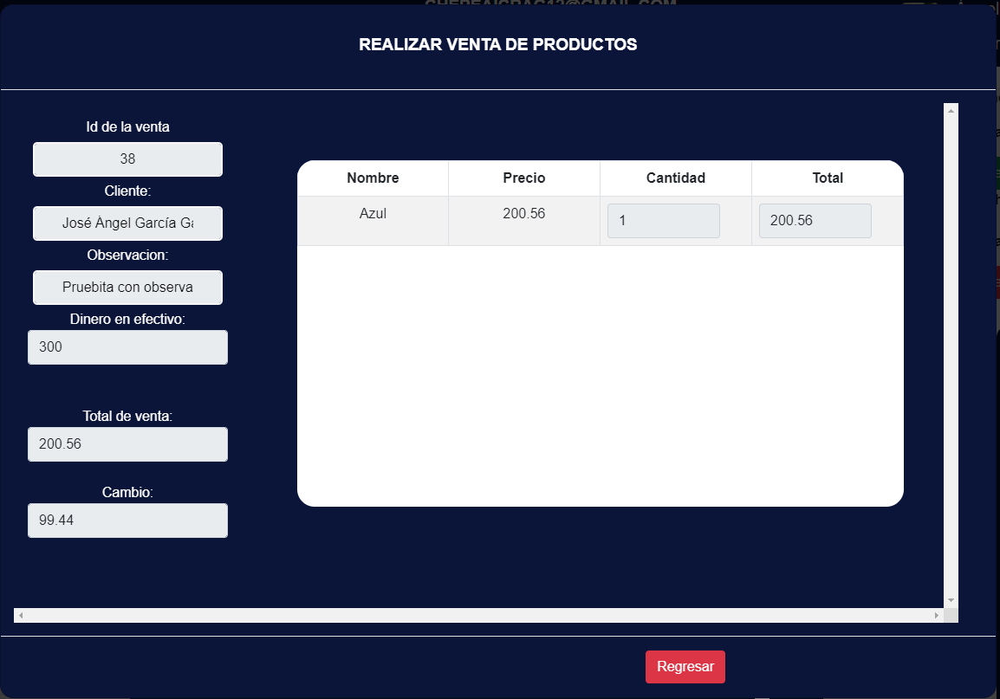 REALIZAR VENTA DE PRODUCTOS
Id de la venta
38
Cliente:
José Ángel García Ga
Observacion:
Pruebita con observa
Dinero en efectivo:
300
Total de venta:
200.56
Cambio:
99.44
Nombre Precio Cantidad Total
Azul 200.56 1 200.56
Regresar